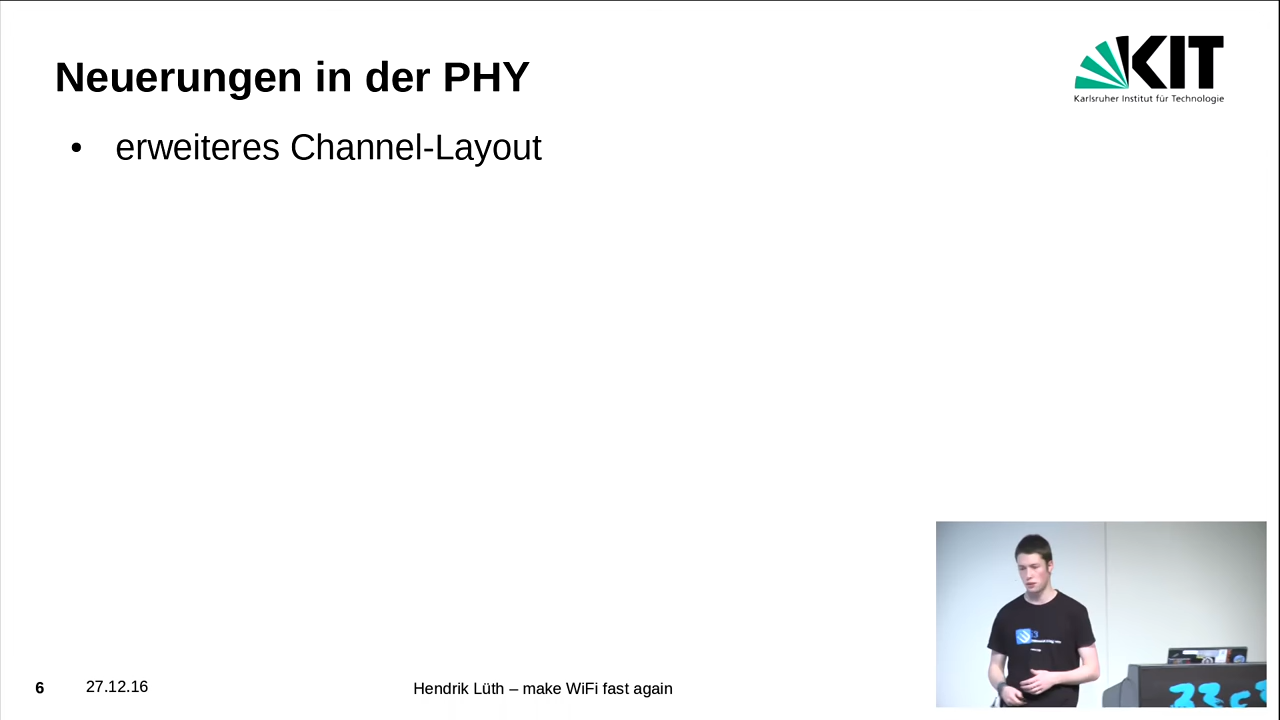 Neuerungen in der PHY
KIT
Karlsruher Institut für Technologie
• erweiteres Channel-Layout
6
27.12.16
Hendrik Lüth – make WiFi fast again
33c3